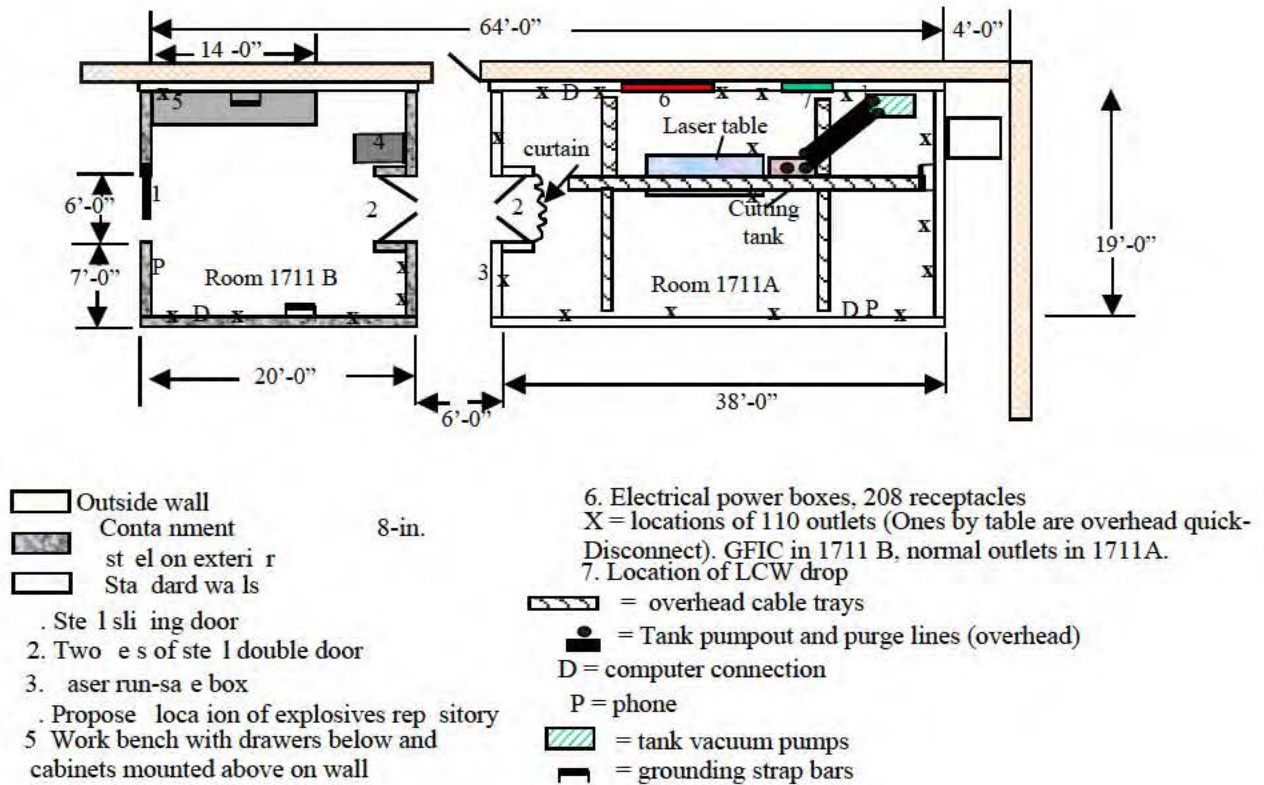 64’-0”
4’-0”
14 -0”
x
5
x
D
x
6
x
x
7
x
Laser table
x
4
x
curtain
x
x
1
6’-0”
2
2
x
Cutting
tank
x
19’-0”
7’-0”
P
Room 1711 B
x
3
x
Room 1711A
x
x
x
D
x
x
x
x
x
D P
x
20’-0”
6’-0”
38’-0”
Outside wall
Conta nment 8-in.
st el on exteri r
Sta dard wa ls
. Ste l sli ing door
2. Two e s of ste l double door
3. aser run-sa e box
. Propose loca ion of explosives rep sitory
5 Work bench with drawers below and
cabinets mounted above on wall
6. Electrical power boxes, 208 receptacles
X = locations of 110 outlets (Ones by table are overhead quick-
Disconnect). GFIC in 1711 B, normal outlets in 1711A.
7. Location of LCW drop
= overhead cable trays
= Tank pumpout and purge lines (overhead)
D = computer connection
P = phone
= tank vacuum pumps
= grounding strap bars